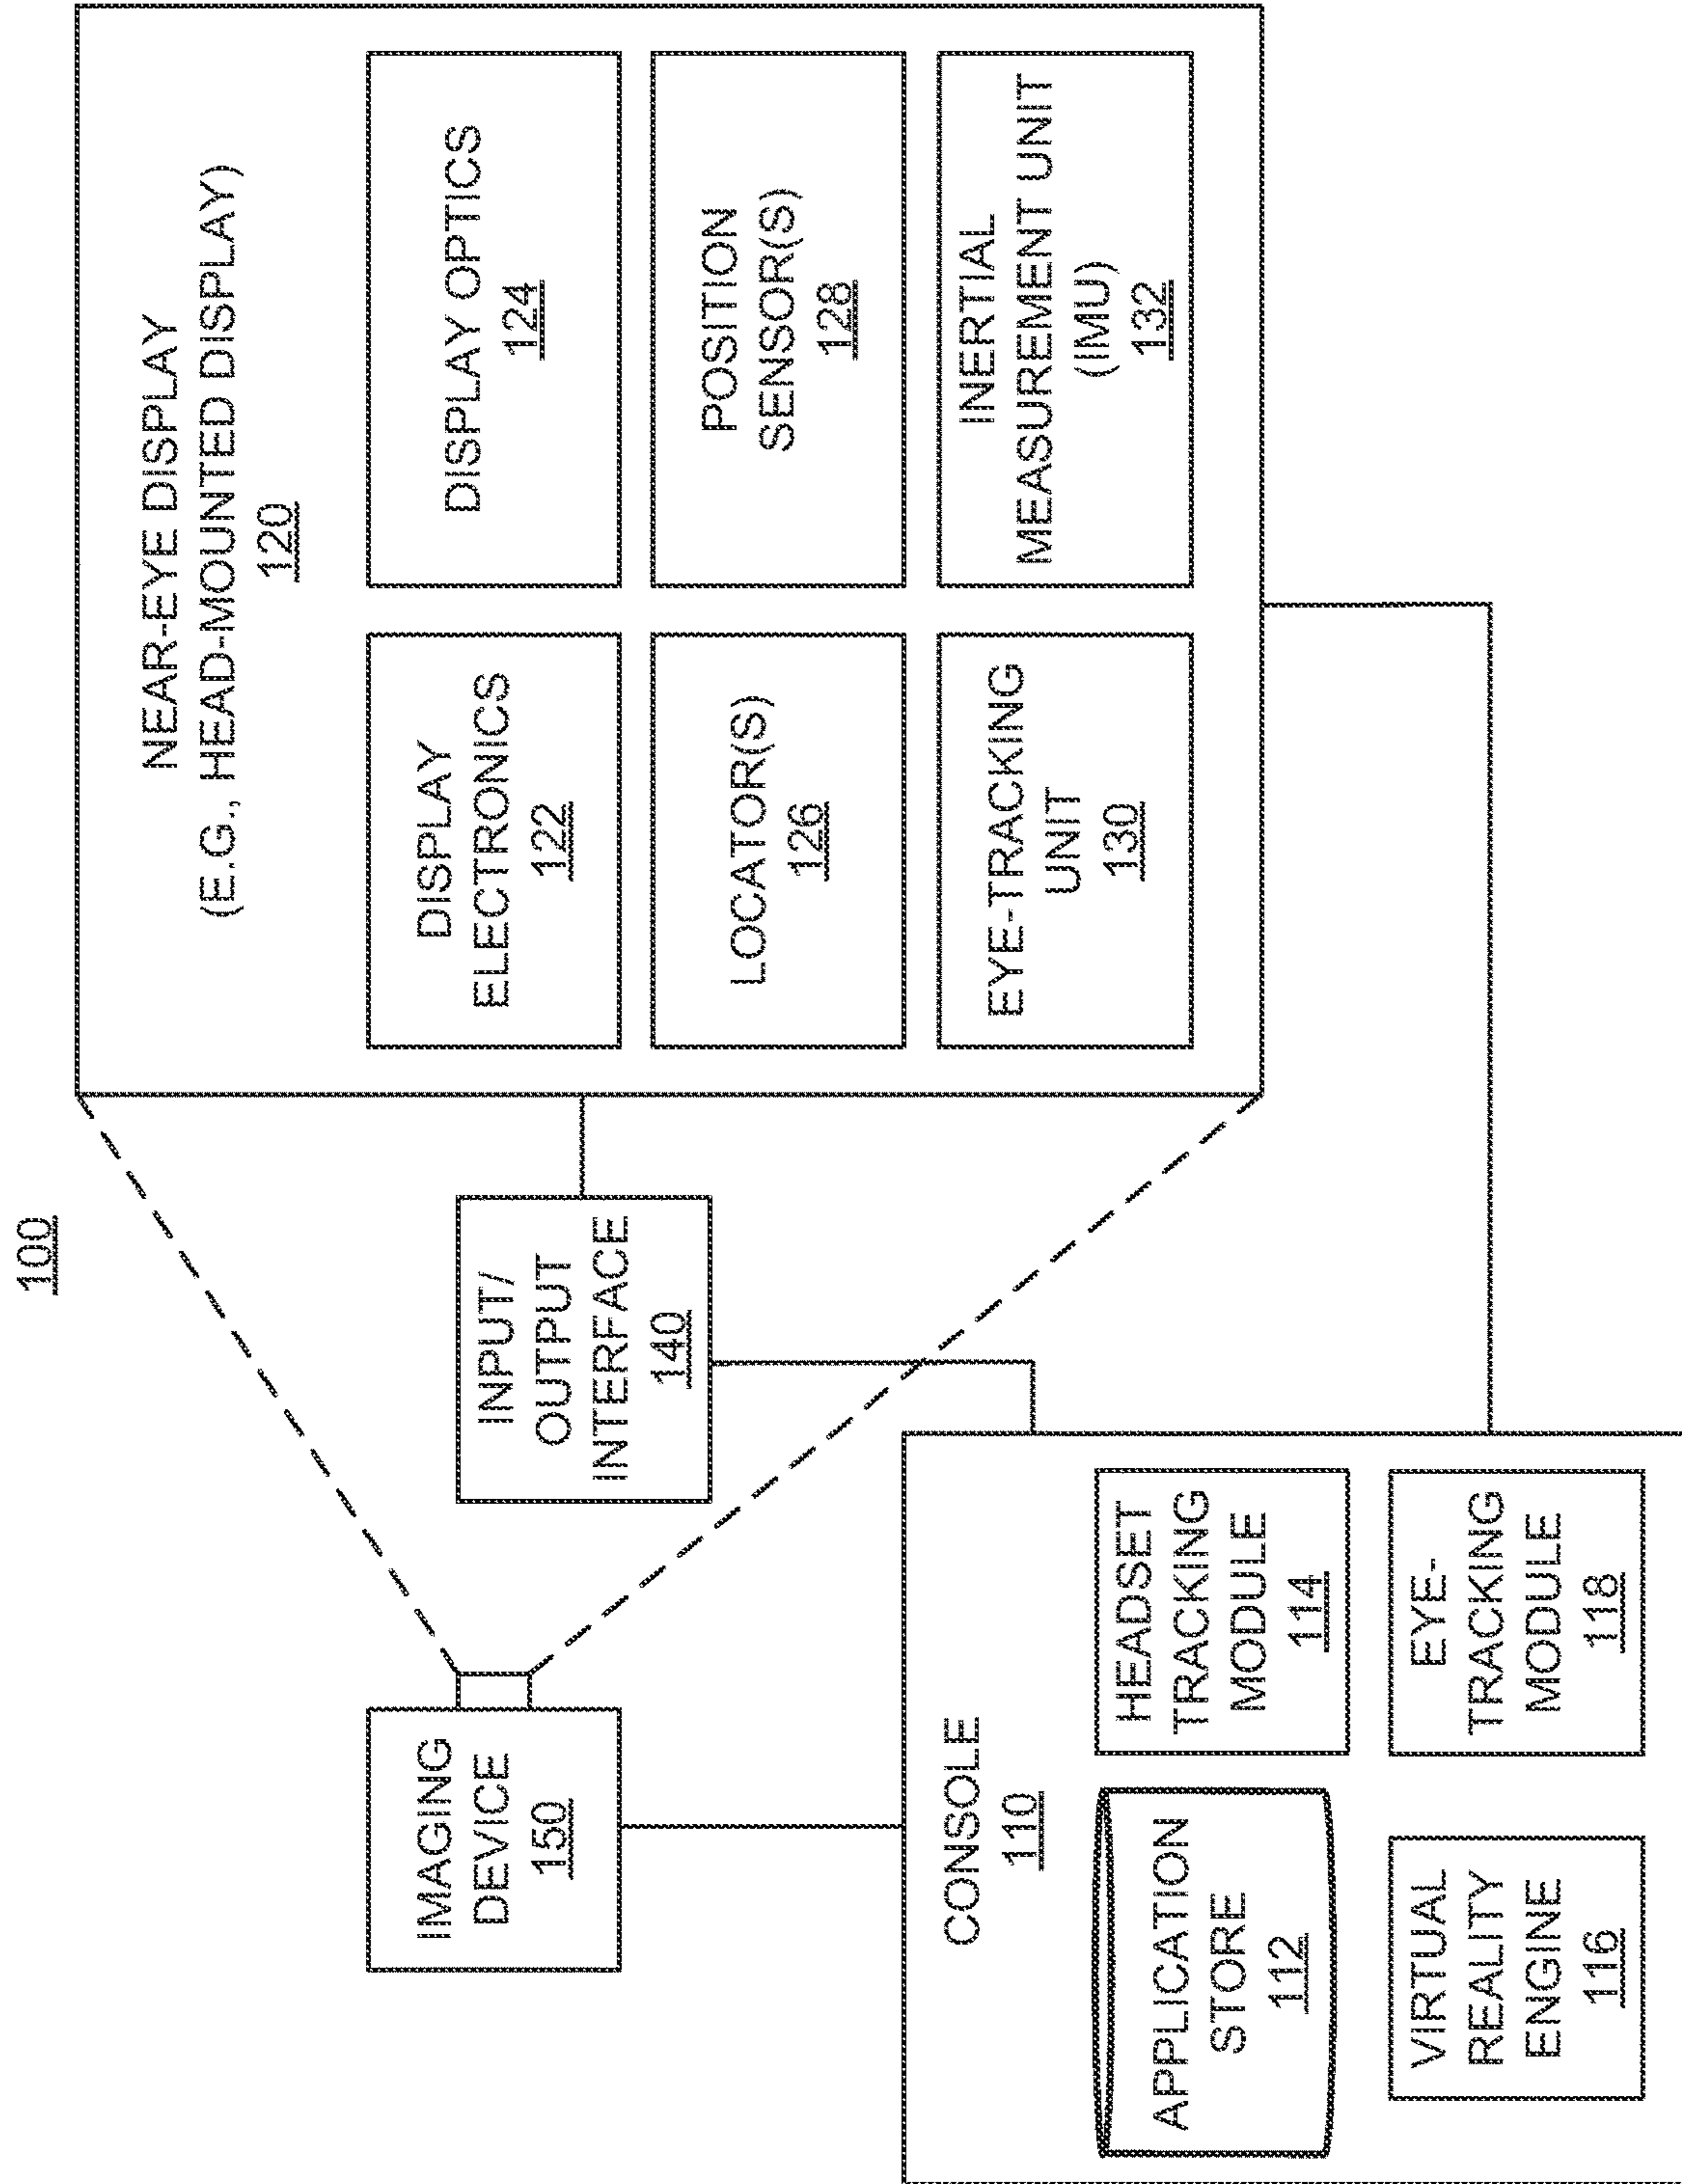 100
NEAR-EYE DISPLAY
(E.G., HEAD-MOUNTED DISPLAY)
120
DISPLAY
ELECTRONICS
122
DISPLAY OPTICS
124
LOCATOR(S)
126
POSITION
SENSOR(S)
128
EYE-TRACKING
UNIT
130
INERTIAL
MEASUREMENT UNIT
(IMU)
132
IMAGING
DEVICE
150
INPUT/
OUTPUT
INTERFACE
140
CONSOLE
110
APPLICATION
STORE
112
HEADSET
TRACKING
MODULE
114
VIRTUAL
REALITY
ENGINE
116
EYE-
TRACKING
MODULE
118